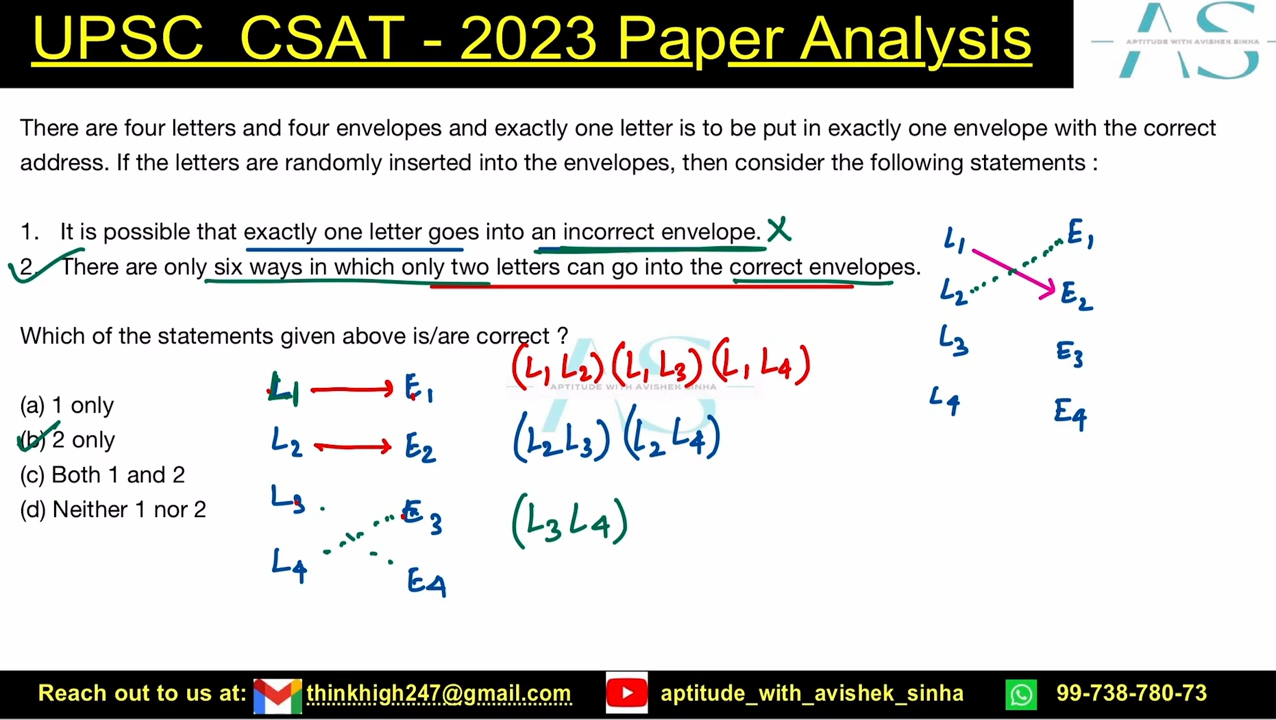 UPSC CSAT - 2023 Paper Analysis
AS
APTITUDE WITH AVISHEK SINHA
There are four letters and four envelopes and exactly one letter is to be put in exactly one envelope with the correct
address. If the letters are randomly inserted into the envelopes, then consider the following statements :
1. It is possible that exactly one letter goes into an incorrect envelope. X
2. There are only six ways in which only two letters can go into the correct envelopes.
L1 E1
L2 E2
L3 E3
L4 E4
Which of the statements given above is/are correct ?
(a) 1 only
(b) 2 only
(c) Both 1 and 2
(d) Neither 1 nor 2
L1 E1
L2 E2
L3 E3
L4 E4
(L1 L2) (L1 L3) (L1 L4)
APTITUDE WITH AVISHEK SINHA
(L2 L3) (L2 L4)
(L3 L4)
Reach out to us at: thinkhigh247@gmail.com aptitude_with_avishek_sinha 99-738-780-73